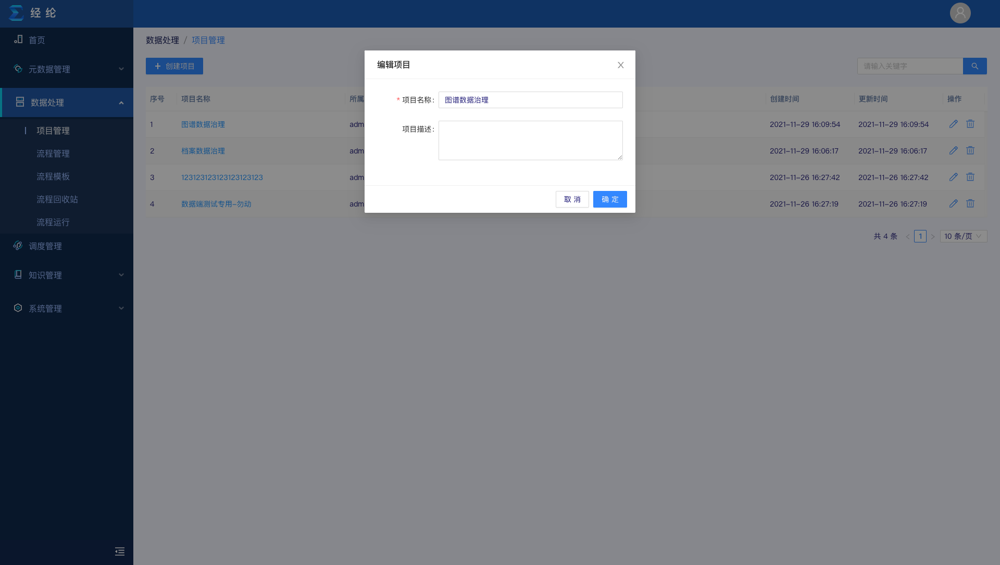 经纶
首页
元数据管理
数据处理
项目管理
流程管理
流程模板
流程回收站
流程运行
调度管理
知识管理
系统管理
数据处理 / 项目管理
创建项目
请输入关键字
序号 项目名称 所属 创建时间 更新时间 操作
1 图谱数据治理 adm 2021-11-29 16:09:54 2021-11-29 16:09:54
2 档案数据治理 adm 2021-11-29 16:06:17 2021-11-29 16:06:17
3 123123123123123123123 adm 2021-11-26 16:27:42 2021-11-26 16:27:42
4 数据端测试专用-勿动 adm 2021-11-26 16:27:19 2021-11-26 16:27:19
共 4 条 < 1 > 10 条/页
编辑项目
* 项目名称: 图谱数据治理
项目描述:
取 消 确 定